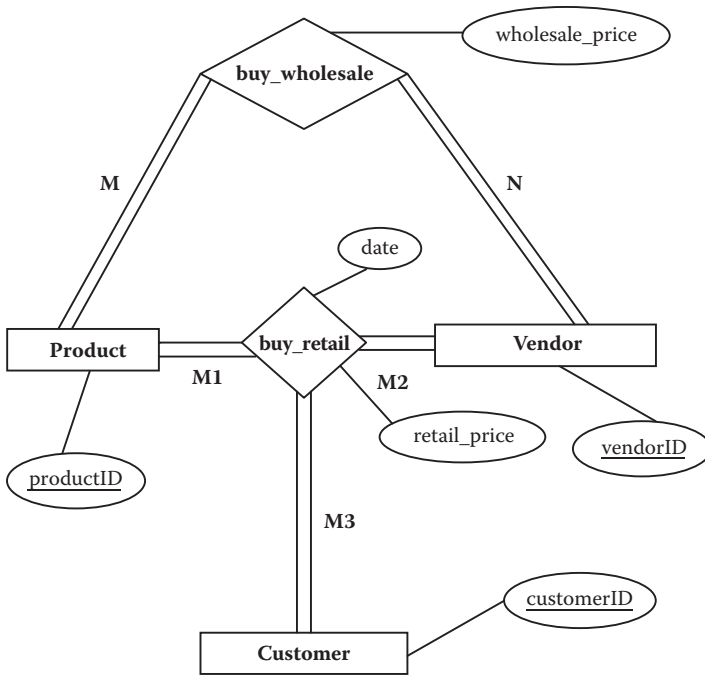 wholesale_price
buy_wholesale
M
N
date
Product
buy_retail
Vendor
M1
M2
retail_price
vendorID
productID
M3
customerID
Customer